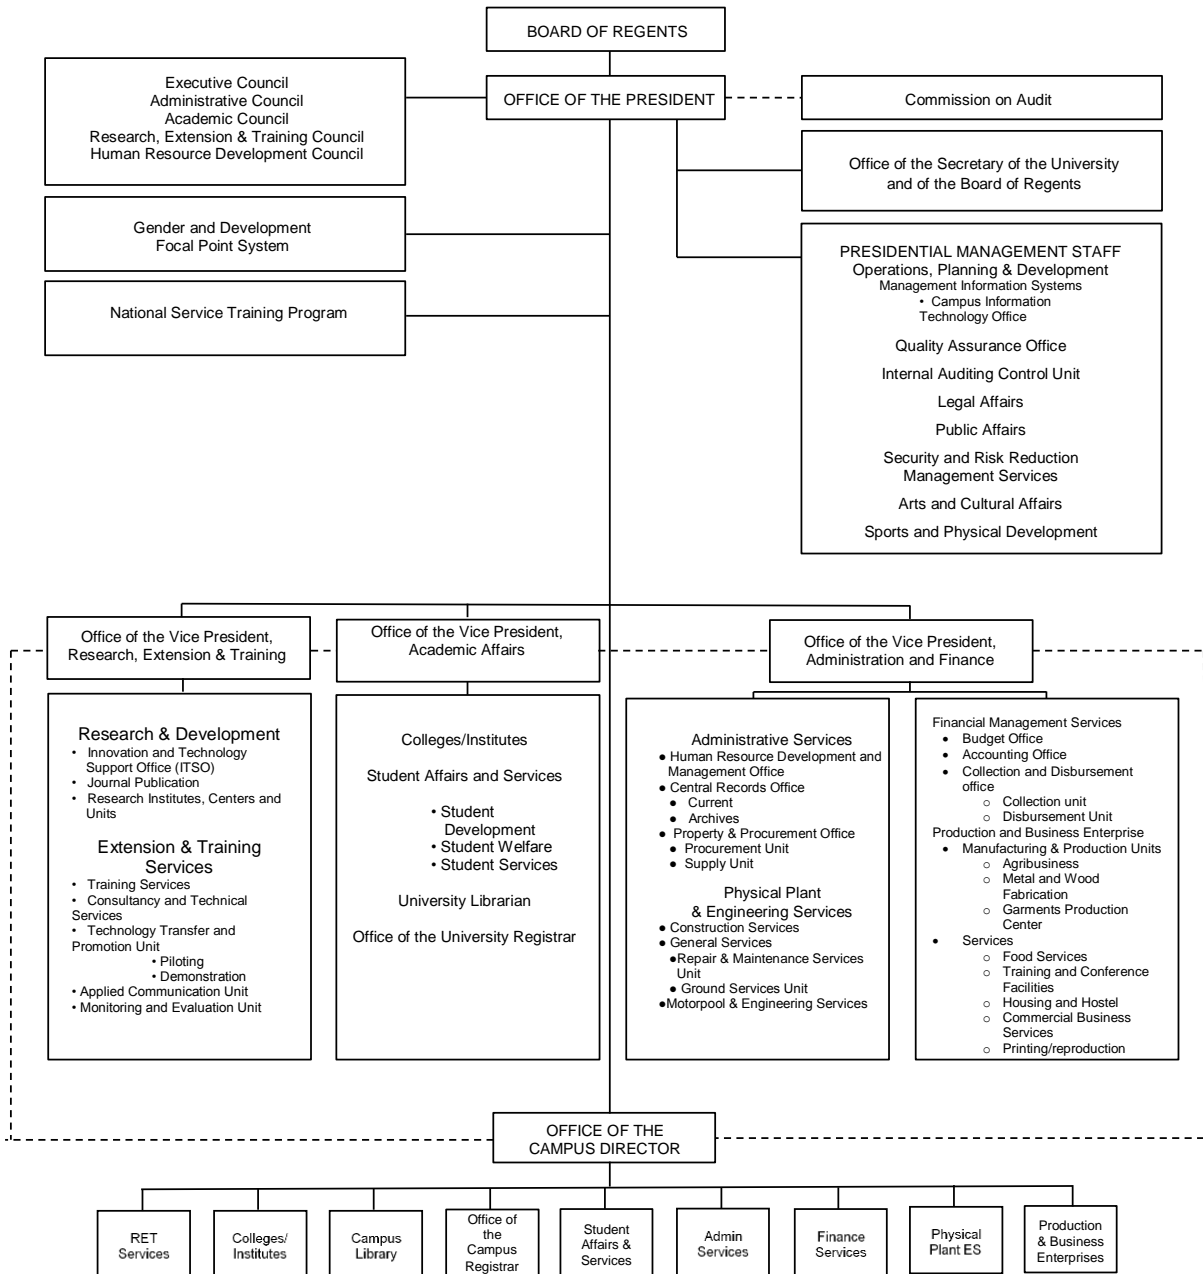 BOARD OF REGENTS
Executive Council
Administrative Council
Academic Council
Research, Extension & Training Council
Human Resource Development Council
OFFICE OF THE PRESIDENT
Commission on Audit
Office of the Secretary of the University
and of the Board of Regents
Gender and Development
Focal Point System
National Service Training Program
PRESIDENTIAL MANAGEMENT STAFF
Operations, Planning & Development
Management Information Systems
• Campus Information
Technology Office
Quality Assurance Office
Internal Auditing Control Unit
Legal Affairs
Public Affairs
Security and Risk Reduction
Management Services
Arts and Cultural Affairs
Sports and Physical Development
Office of the Vice President,
Research, Extension & Training
Office of the Vice President,
Academic Affairs
Office of the Vice President,
Administration and Finance
Research & Development
• Innovation and Technology
Support Office (ITSO)
• Journal Publication
• Research Institutes, Centers and
Units
Extension & Training
Services
• Training Services
• Consultancy and Technical
Services
• Technology Transfer and
Promotion Unit
• Piloting
• Demonstration
• Applied Communication Unit
• Monitoring and Evaluation Unit
Colleges/Institutes
Student Affairs and Services
• Student
Development
• Student Welfare
• Student Services
University Librarian
Office of the University Registrar
Administrative Services
● Human Resource Development and
Management Office
● Central Records Office
● Current
● Archives
● Property & Procurement Office
● Procurement Unit
● Supply Unit
Physical Plant
& Engineering Services
● Construction Services
● General Services
●Repair & Maintenance Services
Unit
● Ground Services Unit
●Motorpool & Engineering Services
Financial Management Services
• Budget Office
• Accounting Office
• Collection and Disbursement
office
o Collection unit
o Disbursement Unit
Production and Business Enterprise
• Manufacturing & Production Units
o Agribusiness
o Metal and Wood
Fabrication
o Garments Production
Center
• Services
o Food Services
o Training and Conference
Facilities
o Housing and Hostel
o Commercial Business
Services
o Printing/reproduction
OFFICE OF THE
CAMPUS DIRECTOR
RET
Services
Colleges/
Institutes
Campus
Library
Office of
the
Campus
Registrar
Student
Affairs &
Services
Admin
Services
Finance
Services
Physical
Plant ES
Production
& Business
Enterprises